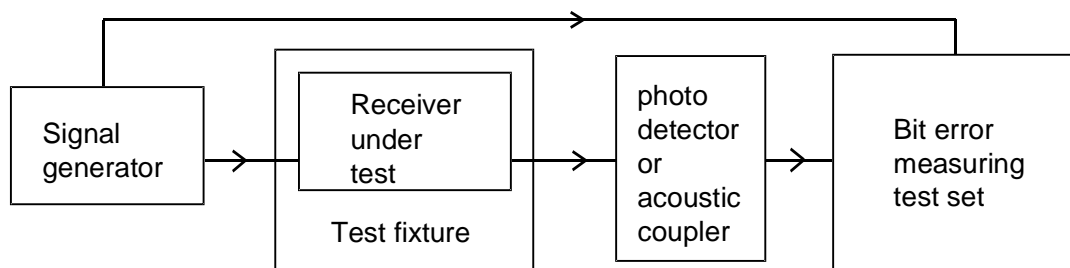 Signal
generator
Receiver
under
test
Test fixture
photo
detector
or
acoustic
coupler
Bit error
measuring
test set